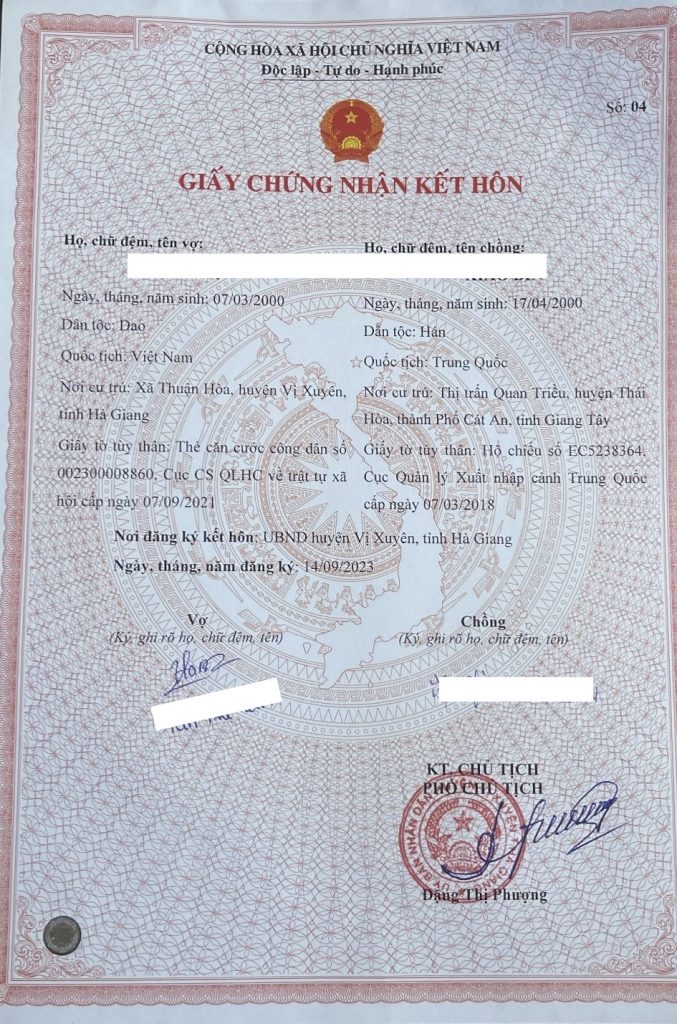 CỘNG HÒA XÃ HỘI CHỦ NGHĨA VIỆT NAM
Độc lập - Tự do - Hạnh phúc
Số: 04
GIẤY CHỨNG NHẬN KẾT HÔN
Họ, chữ đệm, tên vợ:
Họ, chữ đệm, tên chồng:
Ngày, tháng, năm sinh: 07/03/2000
Dân tộc: Dao
Quốc tịch: Việt Nam
Nơi cư trú: Xã Thuận Hòa, huyện Vị Xuyên,
tỉnh Hà Giang
Giấy tờ tùy thân: Thẻ căn cước công dân số
002300008860, Cục CS QLHC về trật tự xã
hội cấp ngày 07/09/2021
Ngày, tháng, năm sinh: 17/04/2000
Dân tộc: Hán
Quốc tịch: Trung Quốc
Nơi cư trú: Thị trấn Quan Triều, huyện Thái
Hòa, thành Phố Cát An, tỉnh Giang Tây
Giấy tờ tùy thân: Hộ chiếu số EC5238364,
Cục Quản lý Xuất nhập cảnh Trung Quốc
cấp ngày 07/03/2018
Nơi đăng ký kết hôn: UBND huyện Vị Xuyên, tỉnh Hà Giang
Ngày, tháng, năm đăng ký: 14/09/2023
Vợ
(Ký, ghi rõ họ, chữ đệm, tên)
Chồng
(Ký, ghi rõ họ, chữ đệm, tên)
KT. CHỦ TỊCH
PHÓ CHỦ TỊCH
Đặng Thị Phượng